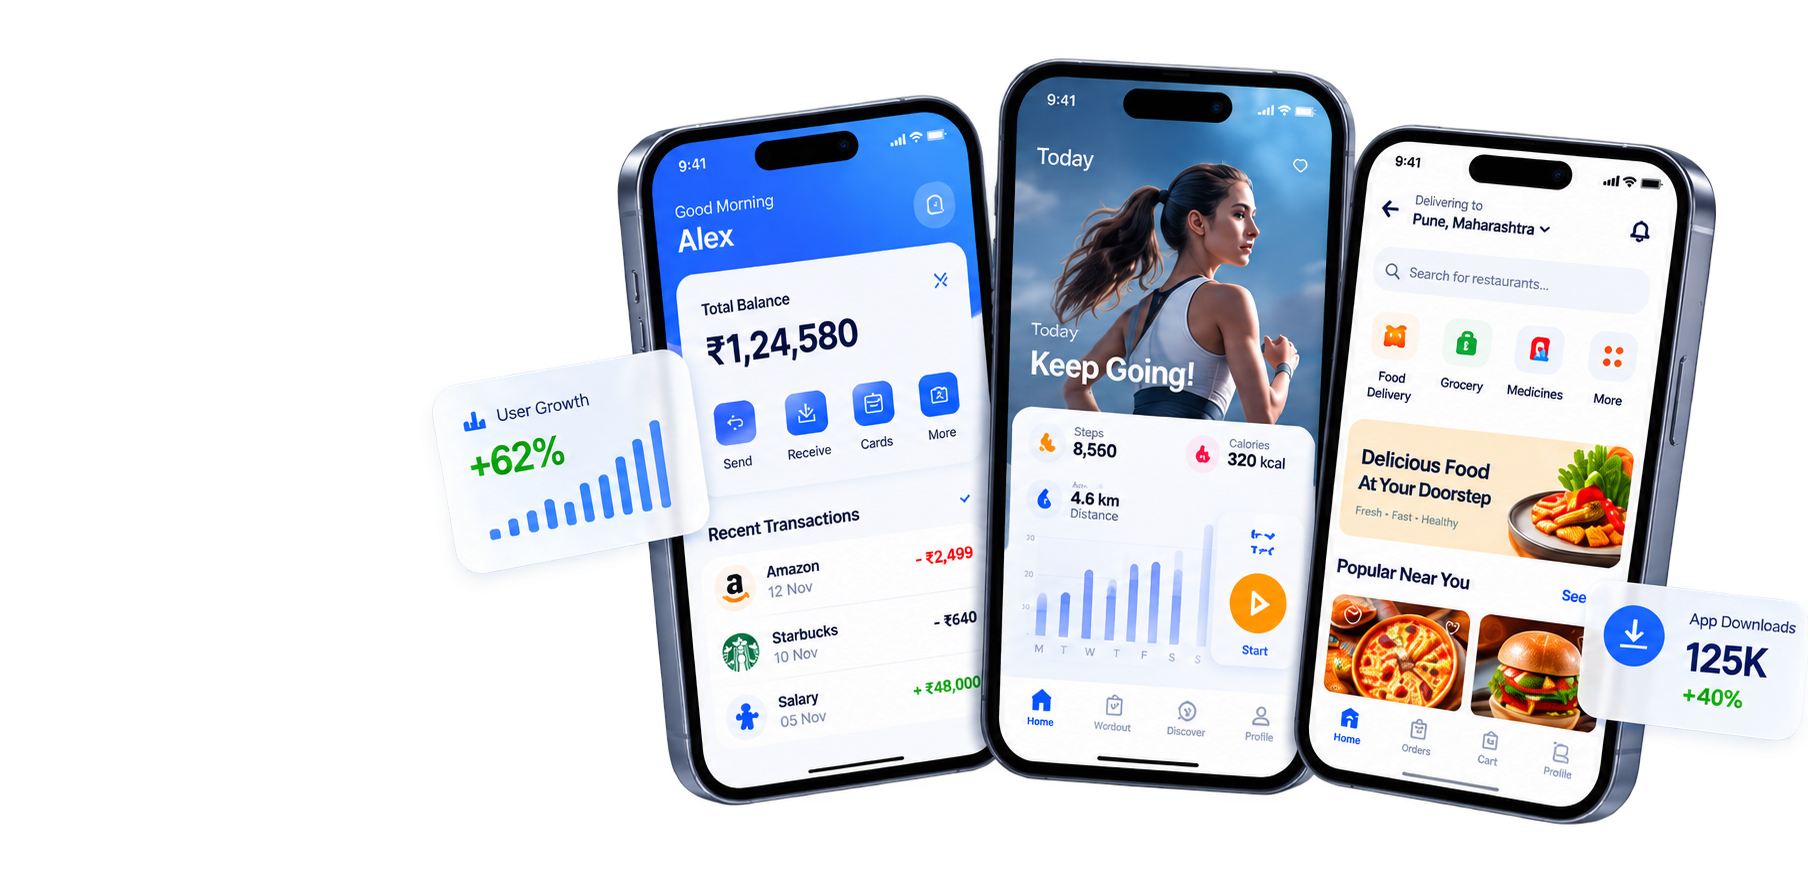 User Growth
+62%
9:41
Good Morning
Alex
Total Balance
₹1,24,580
Send
Receive
Cards
More
Recent Transactions
Amazon
12 Nov
- ₹2,499
Starbucks
10 Nov
- ₹640
Salary
05 Nov
+ ₹48,000
9:41
Today
Today
Keep Going!
Steps
8,560
Calories
320 kcal
4.6 km
Distance
30
20
10
M T W T F S S
Start
Home
Wordout
Discover
Profile
9:41
Delivering to
Pune, Maharashtra
Search for restaurants...
Food
Delivery
Grocery
Medicines
More
Delicious Food
At Your Doorstep
Fresh • Fast • Healthy
Popular Near You
See
Home
Orders
Cart
Profile
App Downloads
125K
+40%